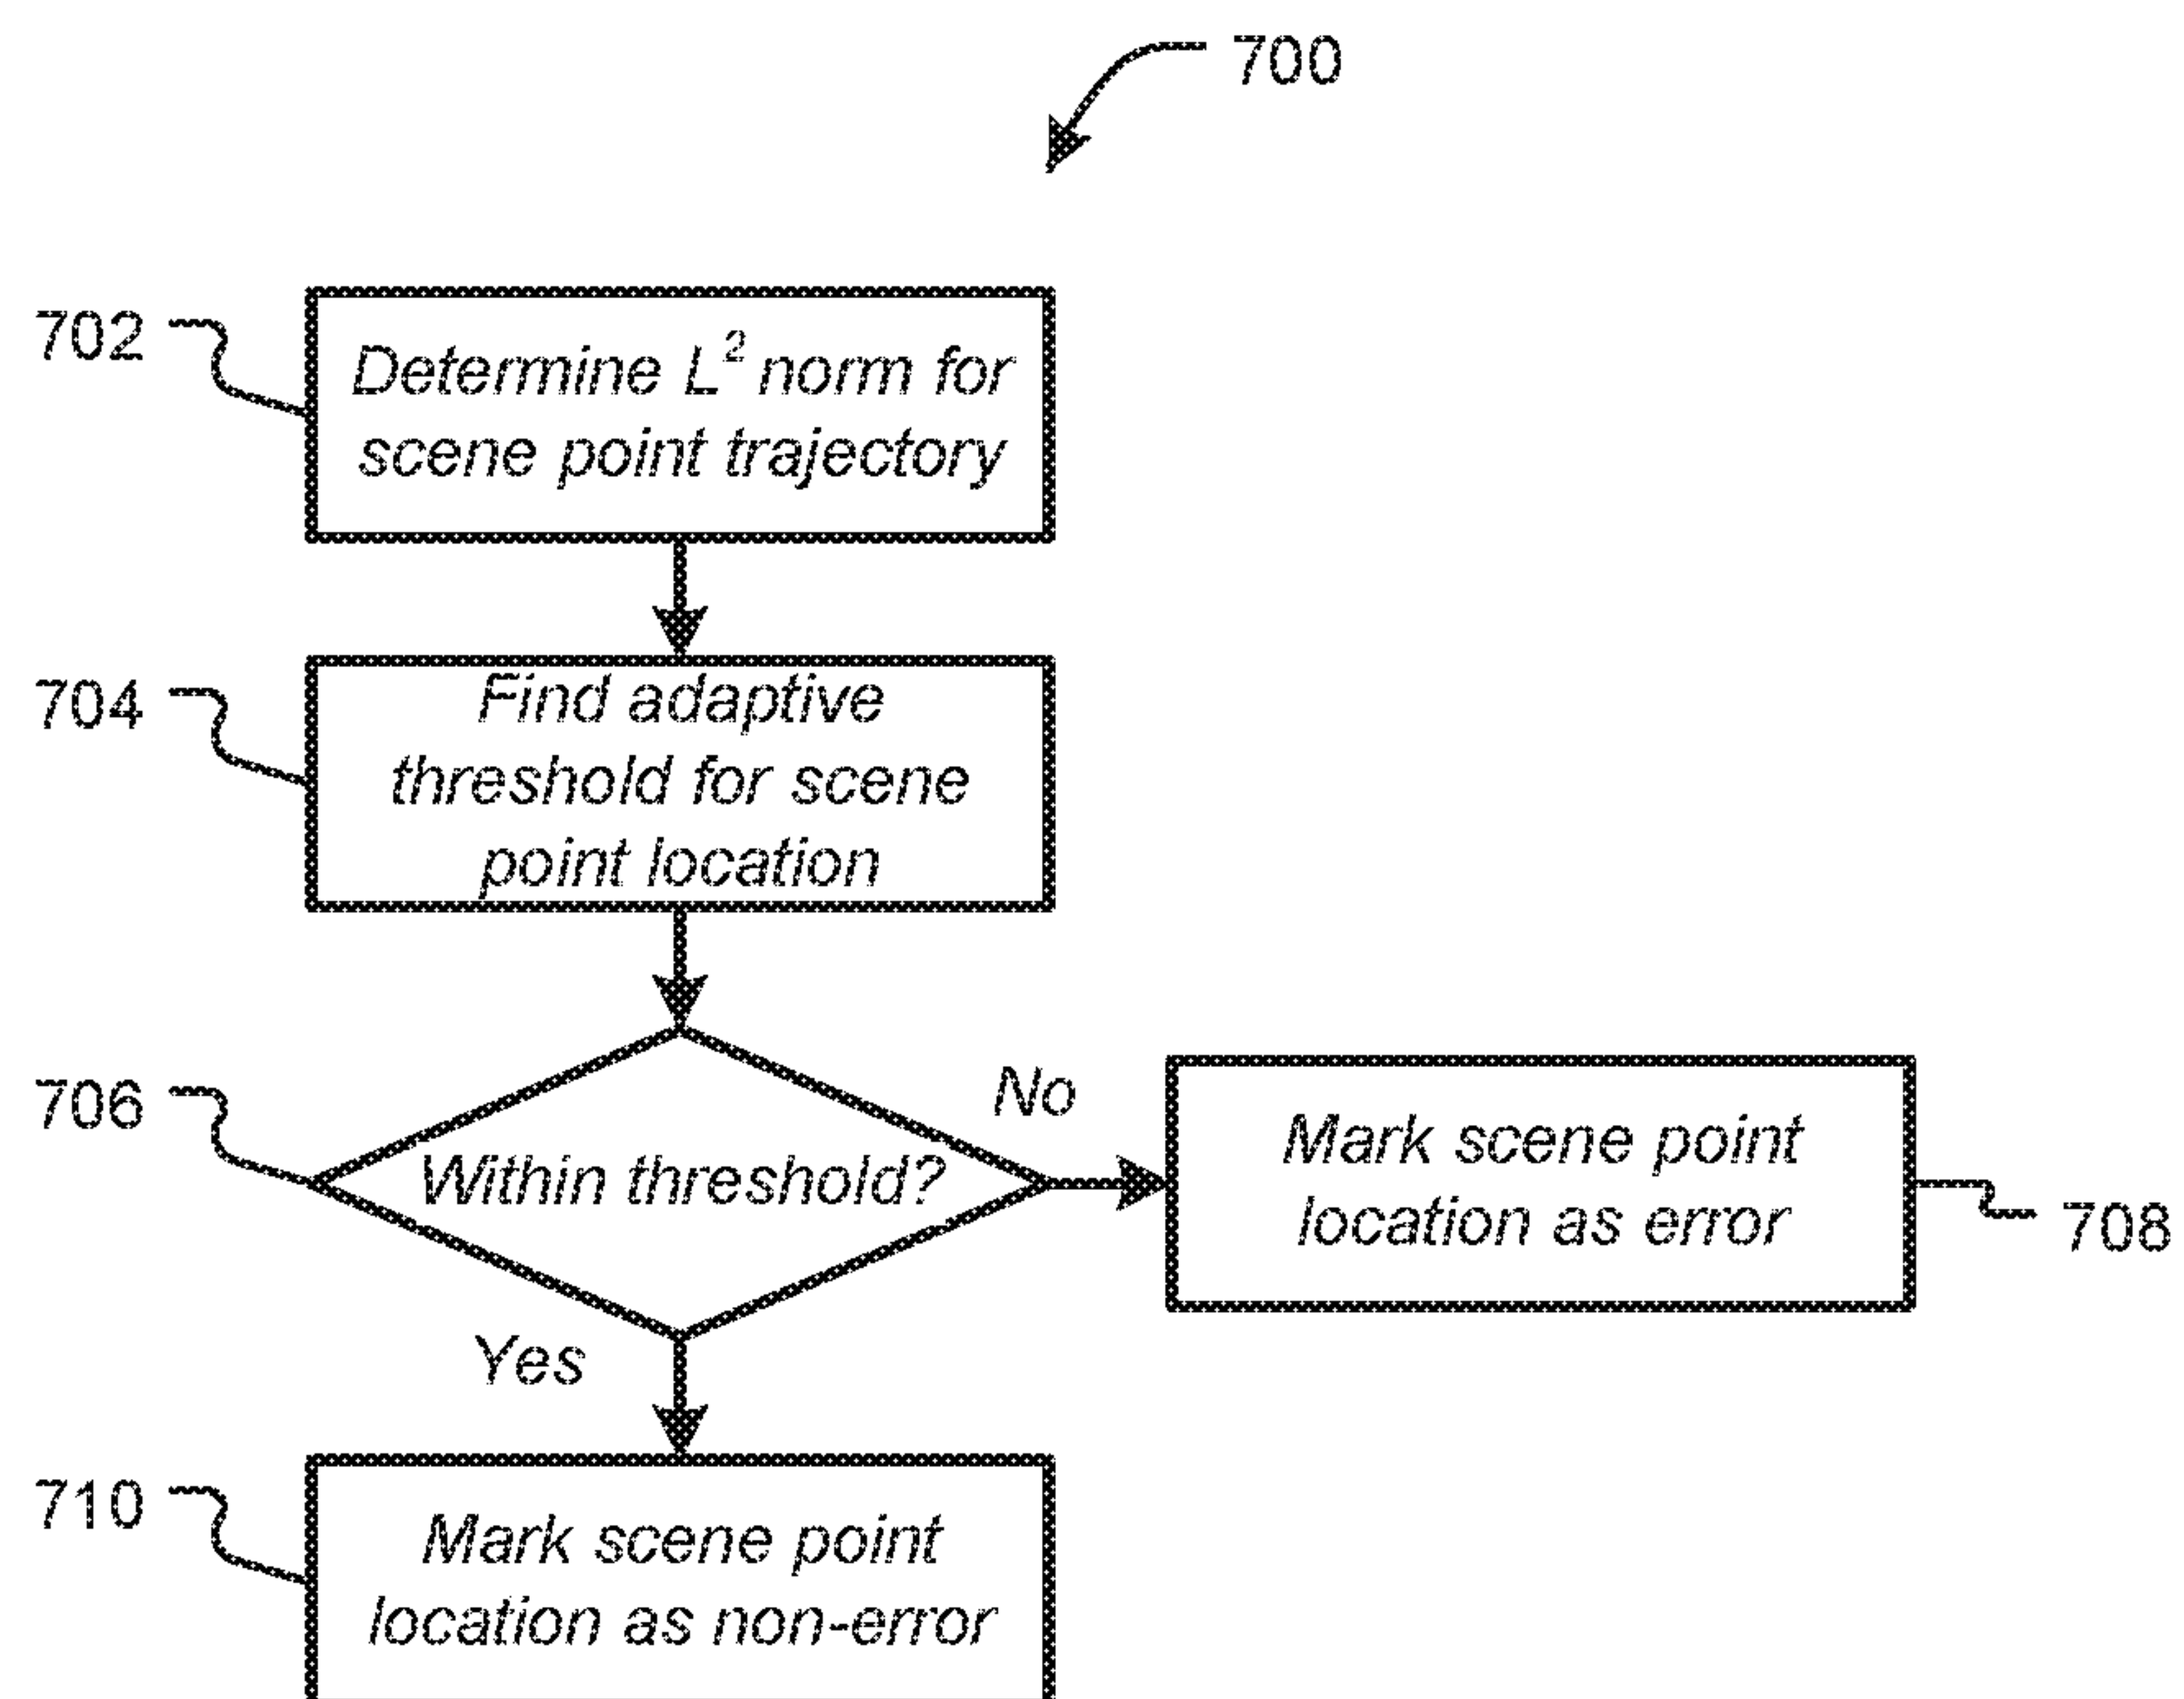 700
702
Determine L² norm for
scene point trajectory
704
Find adaptive
threshold for scene
point location
706
Within threshold?
No
Mark scene point
location as error
708
Yes
710
Mark scene point
location as non-error